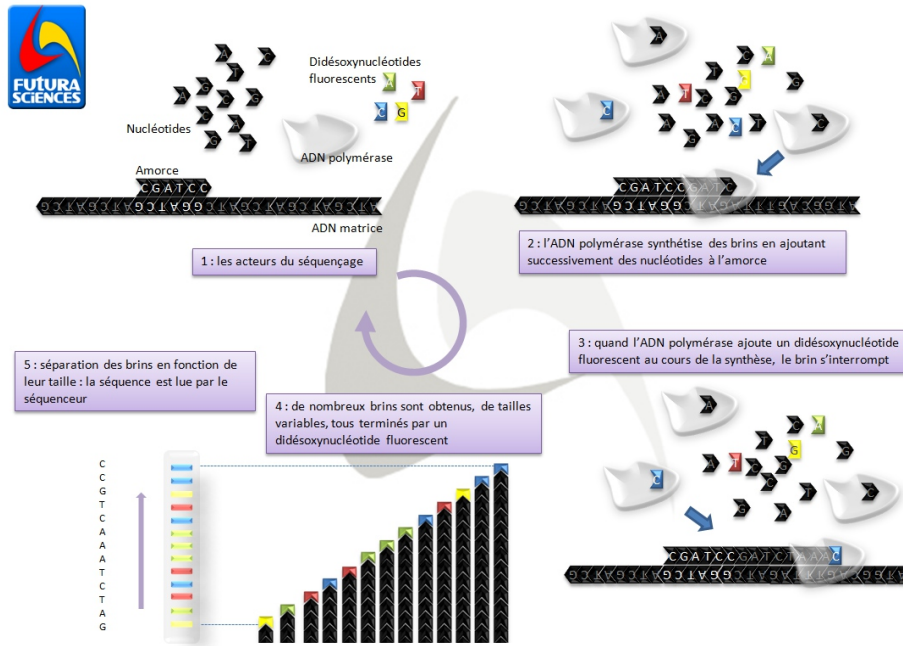 FUTURA
SCIENCES
Didésoxynucléotides
fluorescents
Nucléotides
ADN polymérase
Amorce
CGATCC
ADN matrice
1 : les acteurs du séquençage
CGATCCGATC
2 : l'ADN polymérase synthétise des brins en ajoutant
successivement des nucléotides à l'amorce
3 : quand l'ADN polymérase ajoute un didésoxynucléotide
fluorescent au cours de la synthèse, le brin s'interrompt
CGATCCGATCTAAAC
5 : séparation des brins en fonction de
leur taille : la séquence est lue par le
séquenceur
4 : de nombreux brins sont obtenus, de tailles
variables, tous terminés par un
didésoxynucléotide fluorescent
C
C
G
T
C
A
A
A
T
C
T
A
G